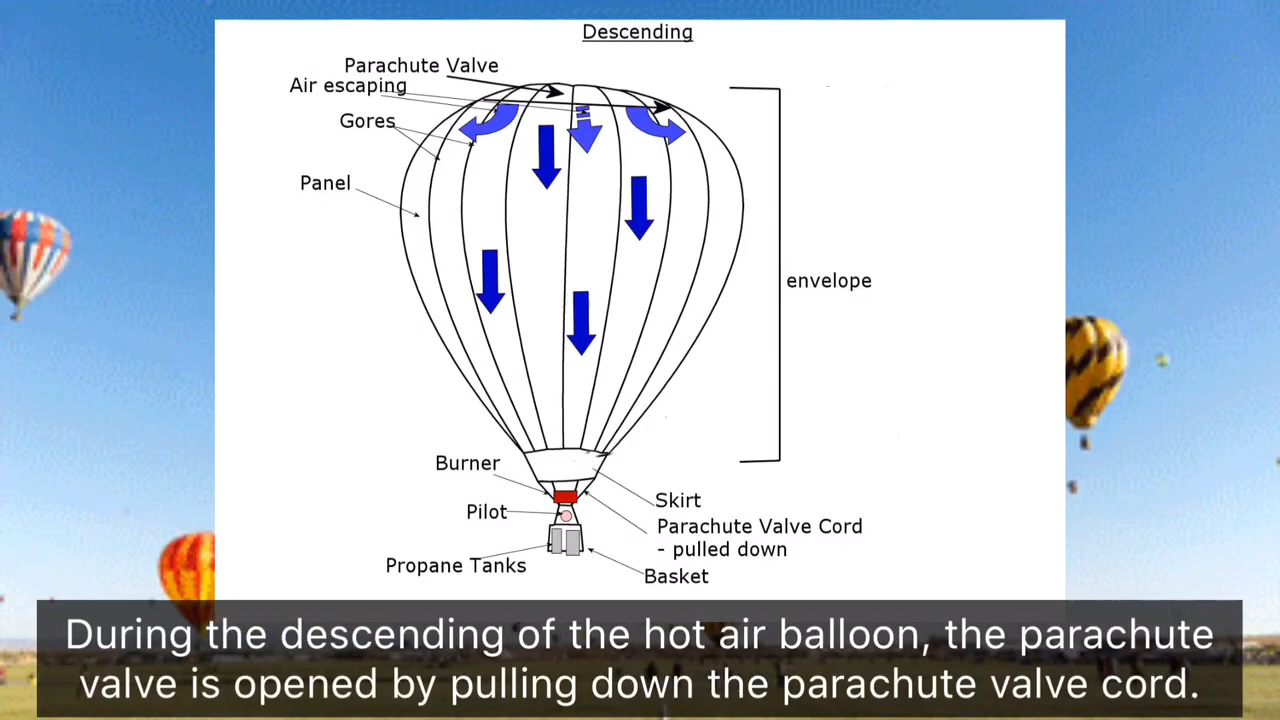 Descending
Parachute Valve
Air escaping
Gores
Panel
envelope
Burner
Skirt
Pilot
Parachute Valve Cord
- pulled down
Propane Tanks
Basket
During the descending of the hot air balloon, the parachute
valve is opened by pulling down the parachute valve cord.